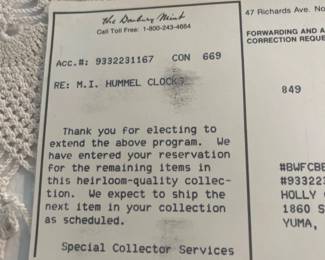 the Danbury Mint
Call Toll Free: 1-800-243-4664
Acc.#: 9332231167 CON 669
RE: M.I. HUMMEL CLOCK
Thank you for electing to
extend the above program. We
have entered your reservation
for the remaining items in
this heirloom-quality collec-
tion. We expect to ship the
next item in your collection
as scheduled.
Special Collector Services
47 Richards Ave. No
FORWARDING AND A
CORRECTION REQUE
849
#BWFCBE
#933223
HOLLY
1860 S
YUMA,